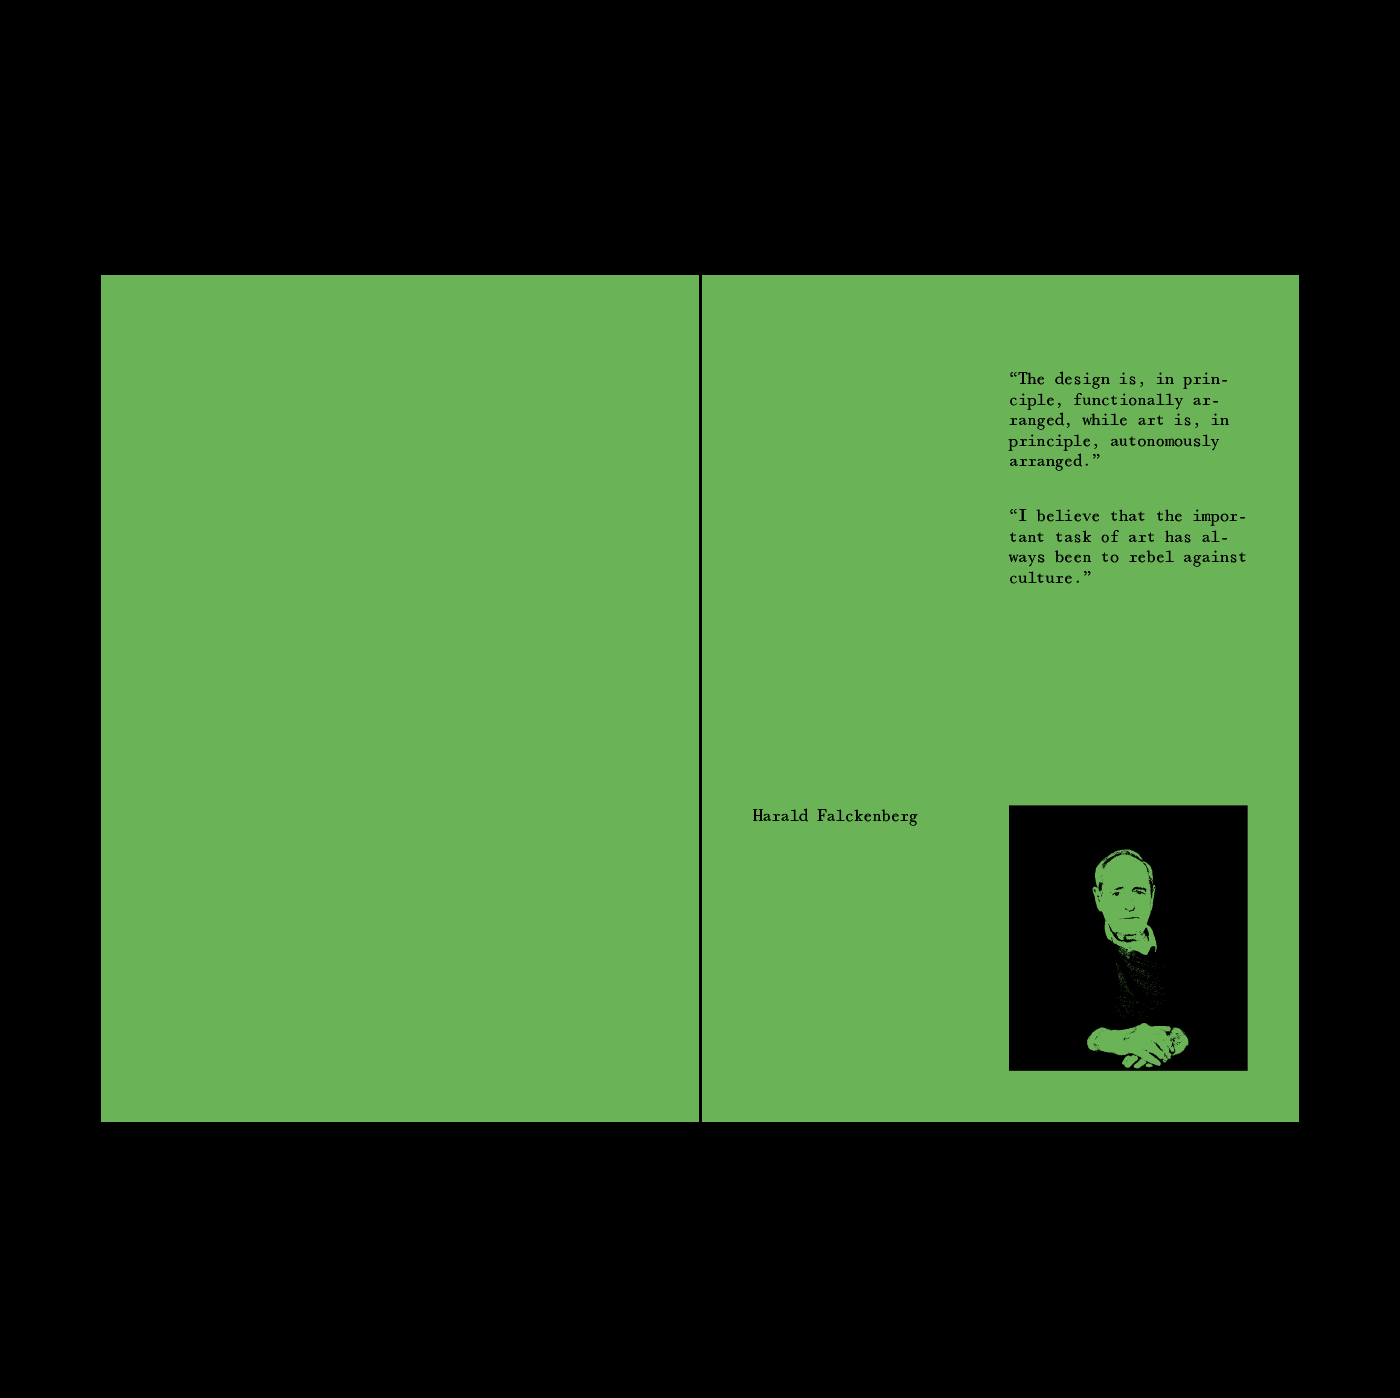 “The design is, in prin-
ciple, functionally ar-
ranged, while art is, in
principle, autonomously
arranged.”
“I believe that the impor-
tant task of art has al-
ways been to rebel against
culture.”
Harald Falckenberg